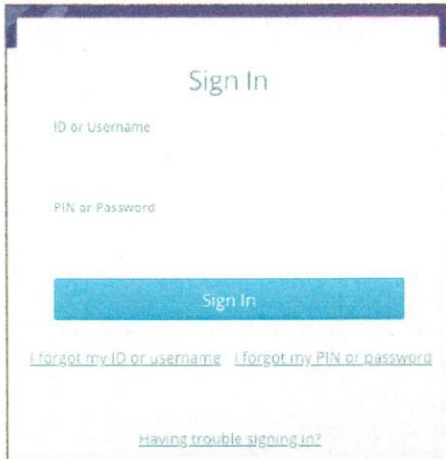 Sign In
ID or Username
PIN or Password
Sign In
I forgot my ID or username I forgot my PIN or password
Having trouble signing in?